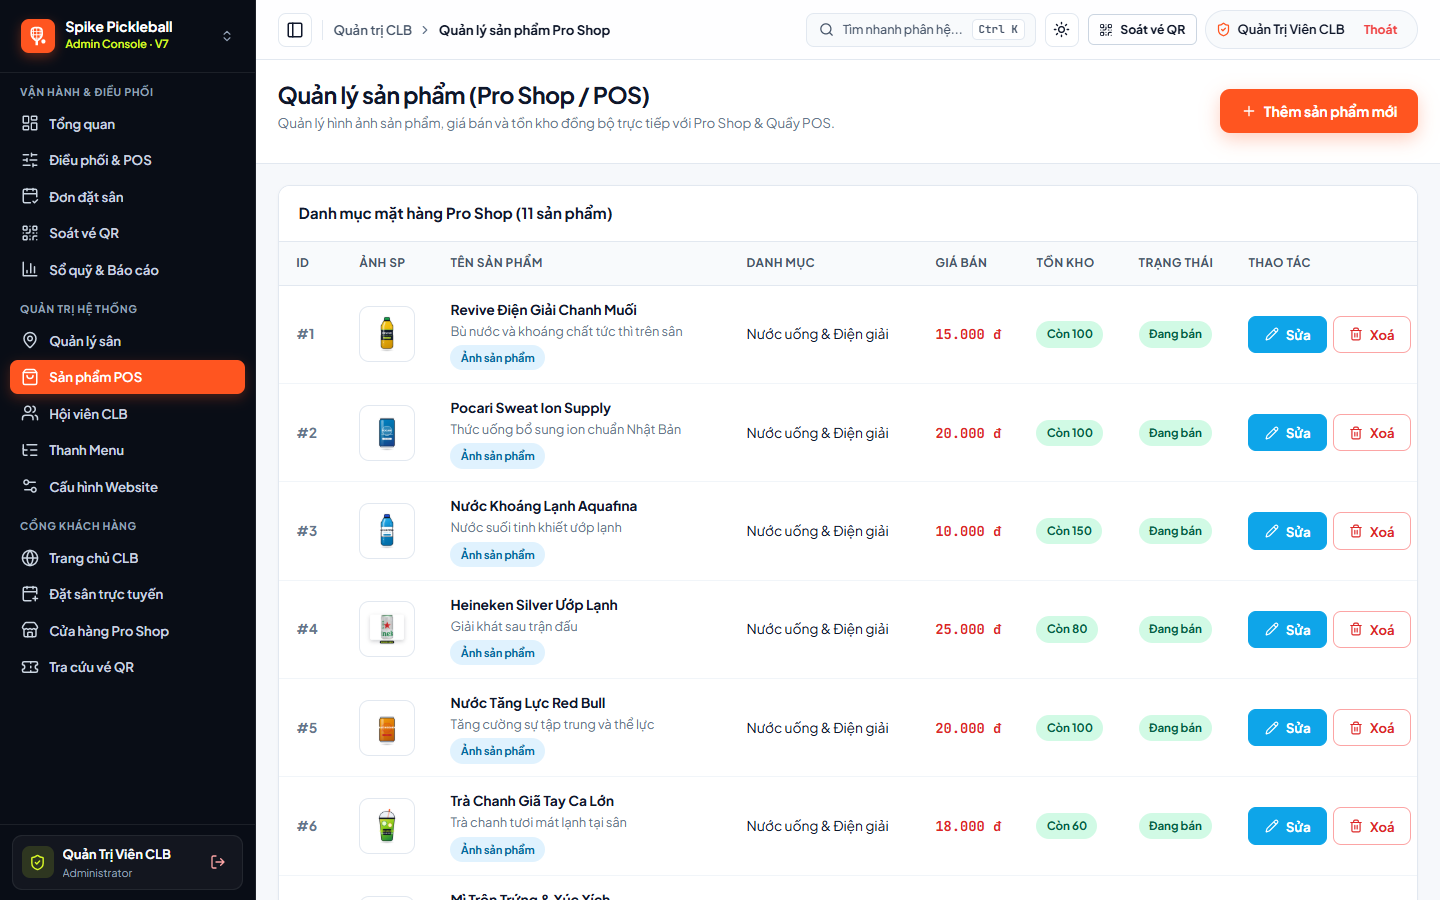 Spike Pickleball
Admin Console · V7
VẬN HÀNH & ĐIỀU PHỐI
Tổng quan
Điều phối & POS
Đơn đặt sân
Soát vé QR
Sổ quỹ & Báo cáo
QUẢN TRỊ HỆ THỐNG
Quản lý sân
Sản phẩm POS
Hội viên CLB
Thanh Menu
Cấu hình Website
CỔNG KHÁCH HÀNG
Trang chủ CLB
Đặt sân trực tuyến
Cửa hàng Pro Shop
Tra cứu vé QR
Quản Trị Viên CLB
Administrator
Quản trị CLB > Quản lý sản phẩm Pro Shop
Tìm nhanh phân hệ... Ctrl K
Soát vé QR
Quản Trị Viên CLB Thoát
Quản lý sản phẩm (Pro Shop / POS)
Quản lý hình ảnh sản phẩm, giá bán và tồn kho đồng bộ trực tiếp với Pro Shop & Quầy POS.
+ Thêm sản phẩm mới
Danh mục mặt hàng Pro Shop (11 sản phẩm)
ID ẢNH SP TÊN SẢN PHẨM DANH MỤC GIÁ BÁN TỒN KHO TRẠNG THÁI THAO TÁC
Revive Điện Giải Chanh Muối
Bù nước và khoáng chất tức thì trên sân
#1 Nước uống & Điện giải 15.000 đ Còn 100 Đang bán Sửa Xoá
Ảnh sản phẩm
Pocari Sweat Ion Supply
Thức uống bổ sung ion chuẩn Nhật Bản
#2 Nước uống & Điện giải 20.000 đ Còn 100 Đang bán Sửa Xoá
Ảnh sản phẩm
Nước Khoáng Lạnh Aquafina
Nước suối tinh khiết ướp lạnh
#3 Nước uống & Điện giải 10.000 đ Còn 150 Đang bán Sửa Xoá
Ảnh sản phẩm
Heineken Silver Ướp Lạnh
Giải khát sau trận đấu
#4 Nước uống & Điện giải 25.000 đ Còn 80 Đang bán Sửa Xoá
Ảnh sản phẩm
Nước Tăng Lực Red Bull
Tăng cường sự tập trung và thể lực
#5 Nước uống & Điện giải 20.000 đ Còn 100 Đang bán Sửa Xoá
Ảnh sản phẩm
Trà Chanh Giã Tay Ca Lớn
Trà chanh tươi mát lạnh tại sân
#6 Nước uống & Điện giải 18.000 đ Còn 60 Đang bán Sửa Xoá
Ảnh sản phẩm
Mì Trộn Trứng & Xúc Xích